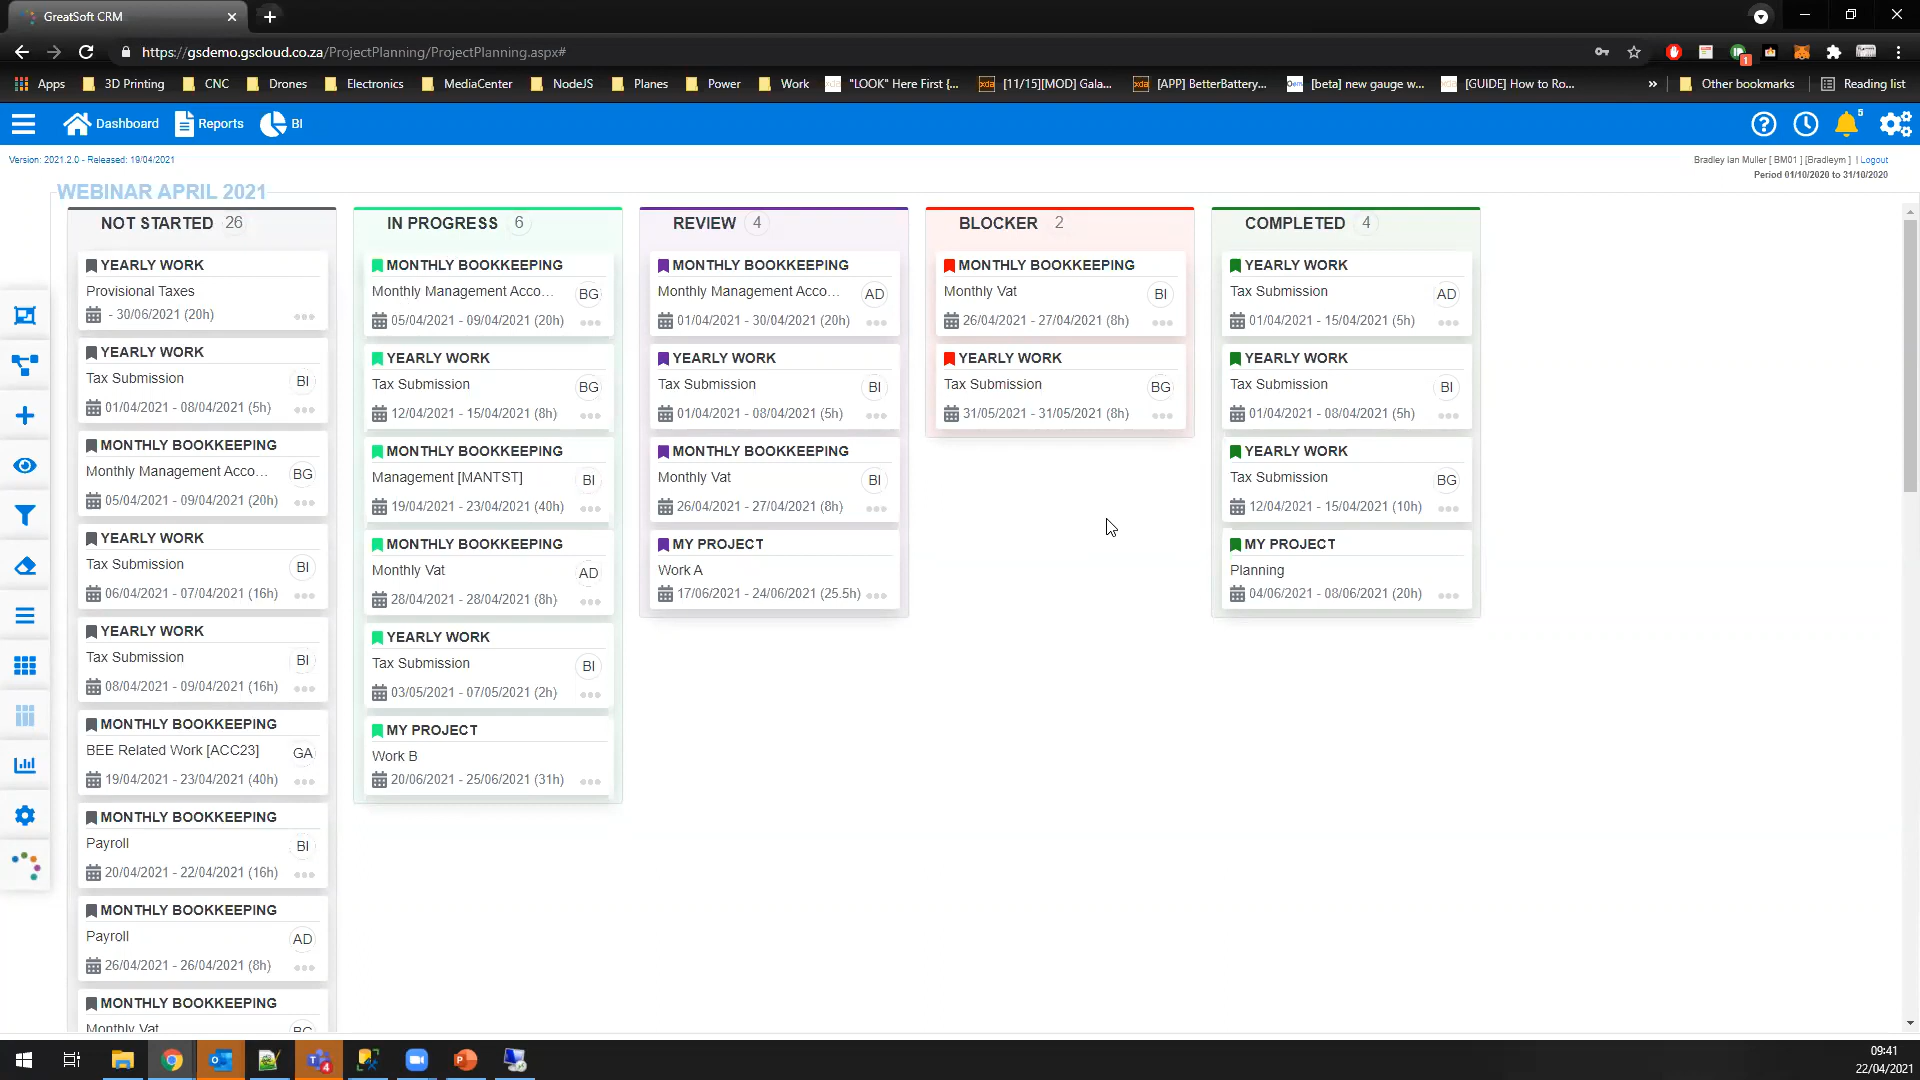 GreatSoft CRM
https://gsdemo.gscloud.co.za/ProjectPlanning/ProjectPlanning.aspx#
Apps 3D Printing CNC Drones Electronics MediaCenter NodeJS Planes Power Work "LOOK" Here First {... [11/15][MOD] Gala... [APP] BetterBattery... [beta] new gauge w... [GUIDE] How to Ro... » Other bookmarks Reading list
Dashboard Reports BI
5
Version: 2021.2.0 - Released: 19/04/2021
Bradley Ian Muller [ BM01 ] [Bradleym ] | Logout
Period 01/10/2020 to 31/10/2020
WEBINAR APRIL 2021
NOT STARTED 26
YEARLY WORK
Provisional Taxes
- 30/06/2021 (20h)
YEARLY WORK
Tax Submission BI
01/04/2021 - 08/04/2021 (5h)
MONTHLY BOOKKEEPING
Monthly Management Acco... BG
05/04/2021 - 09/04/2021 (20h)
YEARLY WORK
Tax Submission BI
06/04/2021 - 07/04/2021 (16h)
YEARLY WORK
Tax Submission BI
08/04/2021 - 09/04/2021 (16h)
MONTHLY BOOKKEEPING
BEE Related Work [ACC23] GA
19/04/2021 - 23/04/2021 (40h)
MONTHLY BOOKKEEPING
Payroll BI
20/04/2021 - 22/04/2021 (16h)
MONTHLY BOOKKEEPING
Payroll AD
26/04/2021 - 26/04/2021 (8h)
MONTHLY BOOKKEEPING
Monthly Vat BG
IN PROGRESS 6
MONTHLY BOOKKEEPING
Monthly Management Acco... BG
05/04/2021 - 09/04/2021 (20h)
YEARLY WORK
Tax Submission BG
12/04/2021 - 15/04/2021 (8h)
MONTHLY BOOKKEEPING
Management [MANTST] BI
19/04/2021 - 23/04/2021 (40h)
MONTHLY BOOKKEEPING
Monthly Vat AD
28/04/2021 - 28/04/2021 (8h)
YEARLY WORK
Tax Submission BI
03/05/2021 - 07/05/2021 (2h)
MY PROJECT
Work B
20/06/2021 - 25/06/2021 (31h)
REVIEW 4
MONTHLY BOOKKEEPING
Monthly Management Acco... AD
01/04/2021 - 30/04/2021 (20h)
YEARLY WORK
Tax Submission BI
01/04/2021 - 08/04/2021 (5h)
MONTHLY BOOKKEEPING
Monthly Vat BI
26/04/2021 - 27/04/2021 (8h)
MY PROJECT
Work A
17/06/2021 - 24/06/2021 (25.5h)
BLOCKER 2
MONTHLY BOOKKEEPING
Monthly Vat BI
26/04/2021 - 27/04/2021 (8h)
YEARLY WORK
Tax Submission BG
31/05/2021 - 31/05/2021 (8h)
COMPLETED 4
YEARLY WORK
Tax Submission AD
01/04/2021 - 15/04/2021 (5h)
YEARLY WORK
Tax Submission BI
01/04/2021 - 08/04/2021 (5h)
YEARLY WORK
Tax Submission BG
12/04/2021 - 15/04/2021 (10h)
MY PROJECT
Planning
04/06/2021 - 08/06/2021 (20h)
09:41
22/04/2021